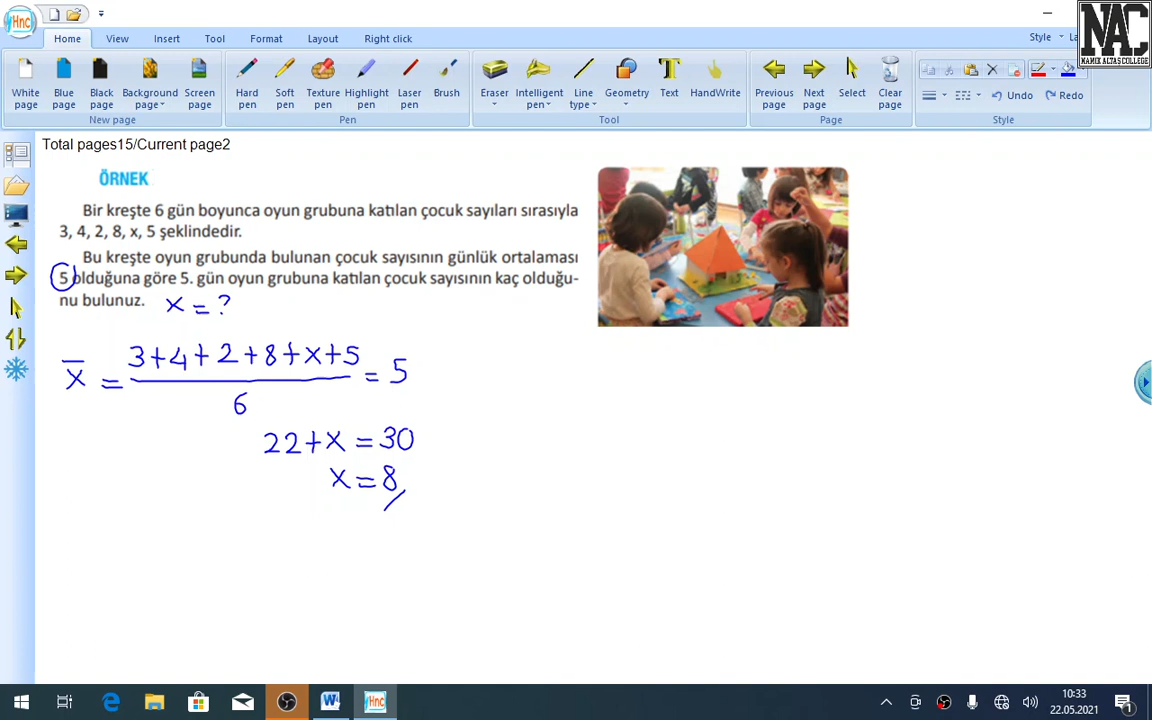 Hnc
Home View Insert Tool Format Layout Right click Style
White page Blue page Black page Background page Screen page Hard pen Soft pen Texture pen Highlight pen Laser pen Brush Eraser Intelligent pen Line type Geometry Text HandWrite Previous page Next page Select Clear page Undo Redo
New page Pen Tool Page Style
NAC
NAMIK ALTAS COLLEGE
Total pages15/Current page2
ÖRNEK
Bir kreşte 6 gün boyunca oyun grubuna katılan çocuk sayıları sırasıyla
3, 4, 2, 8, x, 5 şeklindedir.
Bu kreşte oyun grubunda bulunan çocuk sayısının günlük ortalaması
5 olduğuna göre 5. gün oyun grubuna katılan çocuk sayısının kaç olduğu-
nu bulunuz.
x = ?
x̄ = (3+4+2+8+x+5)/6 = 5
22+x = 30
x = 8
Hnc
10:33
22.05.2021
1